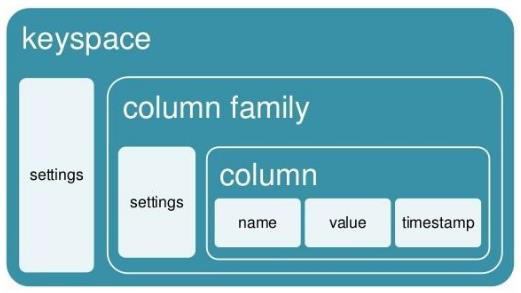 keyspace
settings
column family
settings
column
name value timestamp